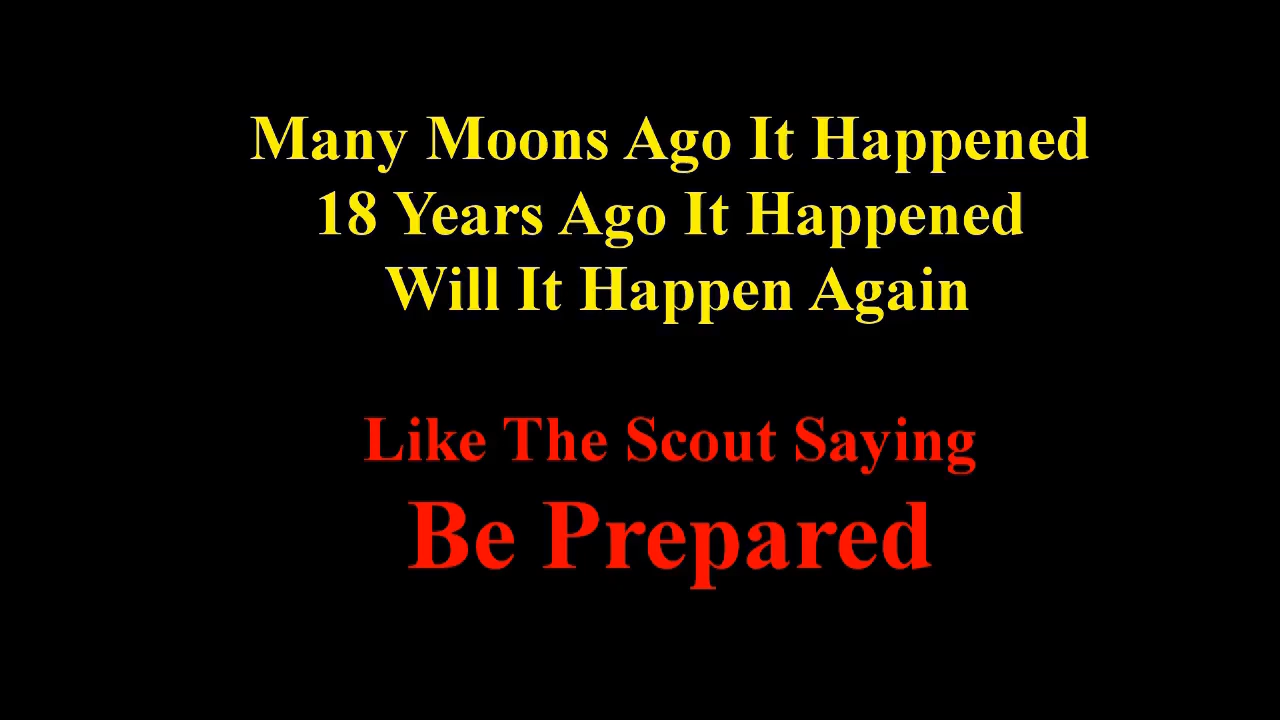 Many Moons Ago It Happened
18 Years Ago It Happened
Will It Happen Again
Like The Scout Saying
Be Prepared